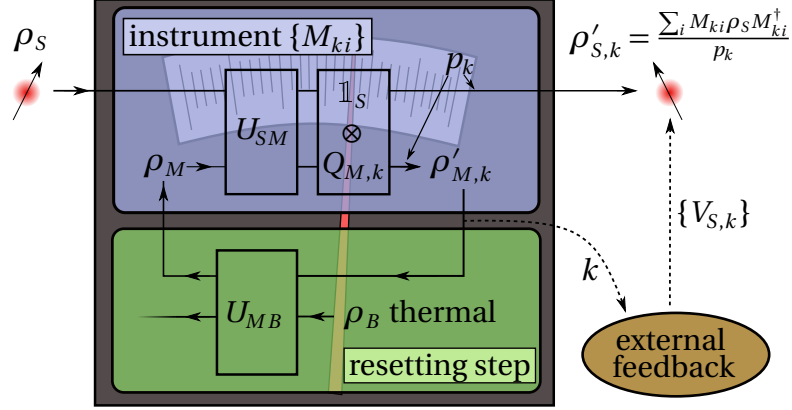 instrument {M_{ki}}
ρ_S
ρ'_{S,k} = \frac{∑_i M_{ki} ρ_S M_{ki}^†}{p_k}
p_k
𝟙_S
U_{SM}
⊗
ρ_M
Q_{M,k}
ρ'_{M,k}
{V_{S,k}}
k
U_{MB}
ρ_B thermal
external
feedback
resetting step